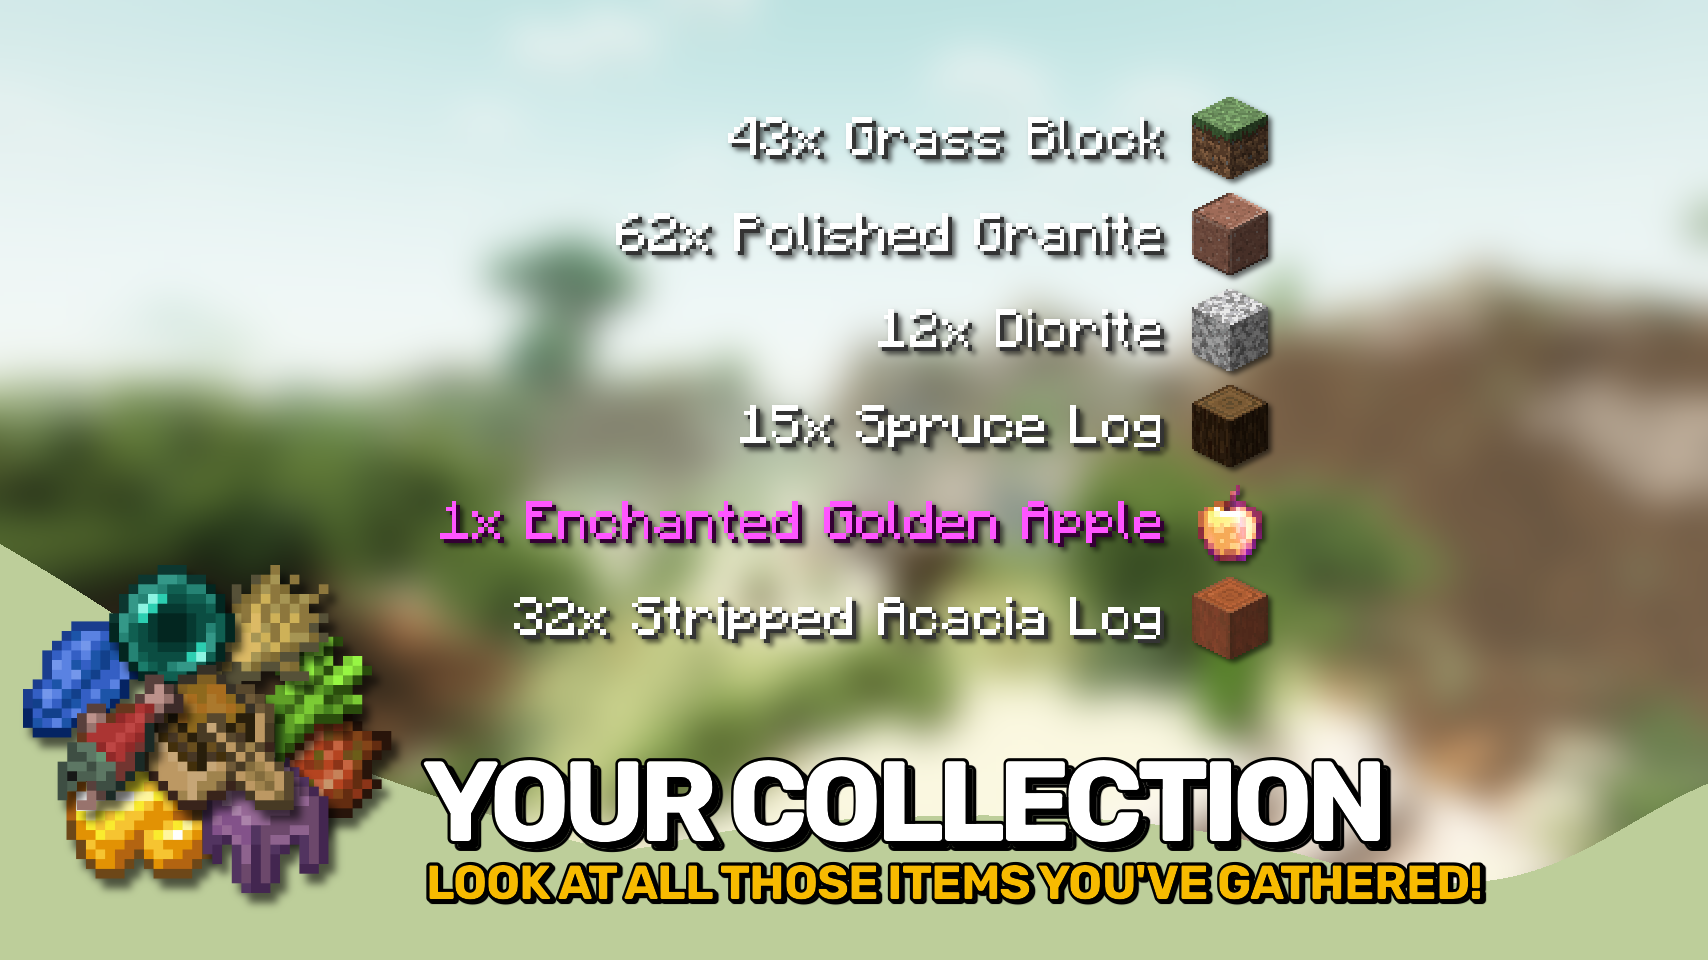 43x Grass Block
62x Polished Granite
12x Diorite
15x Spruce Log
1x Enchanted Golden Apple
32x Stripped Acacia Log
YOUR COLLECTION
LOOK AT ALL THOSE ITEMS YOU'VE GATHERED!